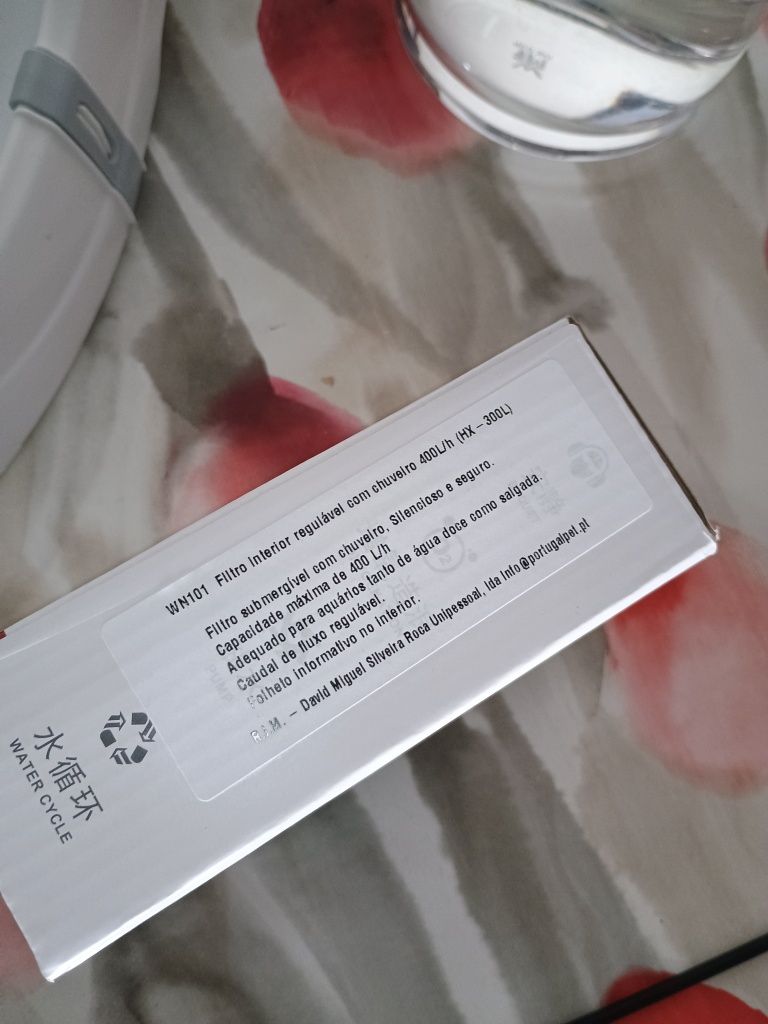 WN101 Filtro interior regulável com chuveiro 400L/h (HX – 300L)
Filtro submergível com chuveiro, Silencioso e seguro.
Capacidade máxima de 400 L/h
Adequado para aquários tanto de água doce como salgada.
Caudal de fluxo regulável.
Folheto informativo no interior.
R.I.M. – David Miguel Silveira Roca Unipessoal, lda Info@portugalpet.pt
水循环
WATER CYCLE